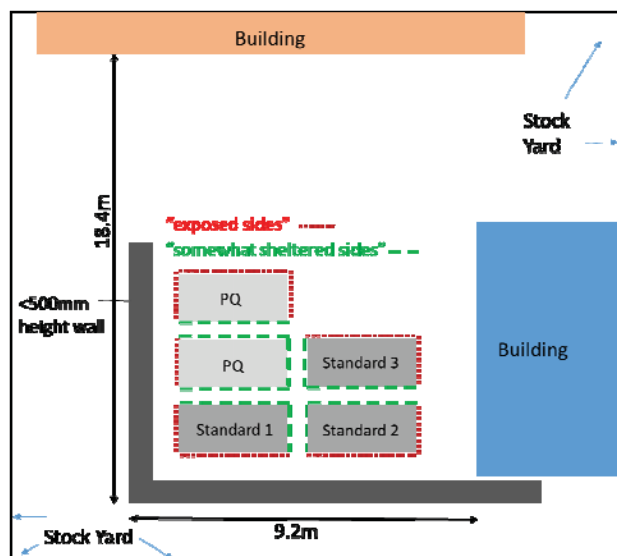 Building
Stock
Yard
18.4m
"exposed sides"
"somewhat sheltered sides"
<500mm
height wall
PQ
PQ
Standard 3
Building
Standard 1
Standard 2
9.2m
Stock Yard